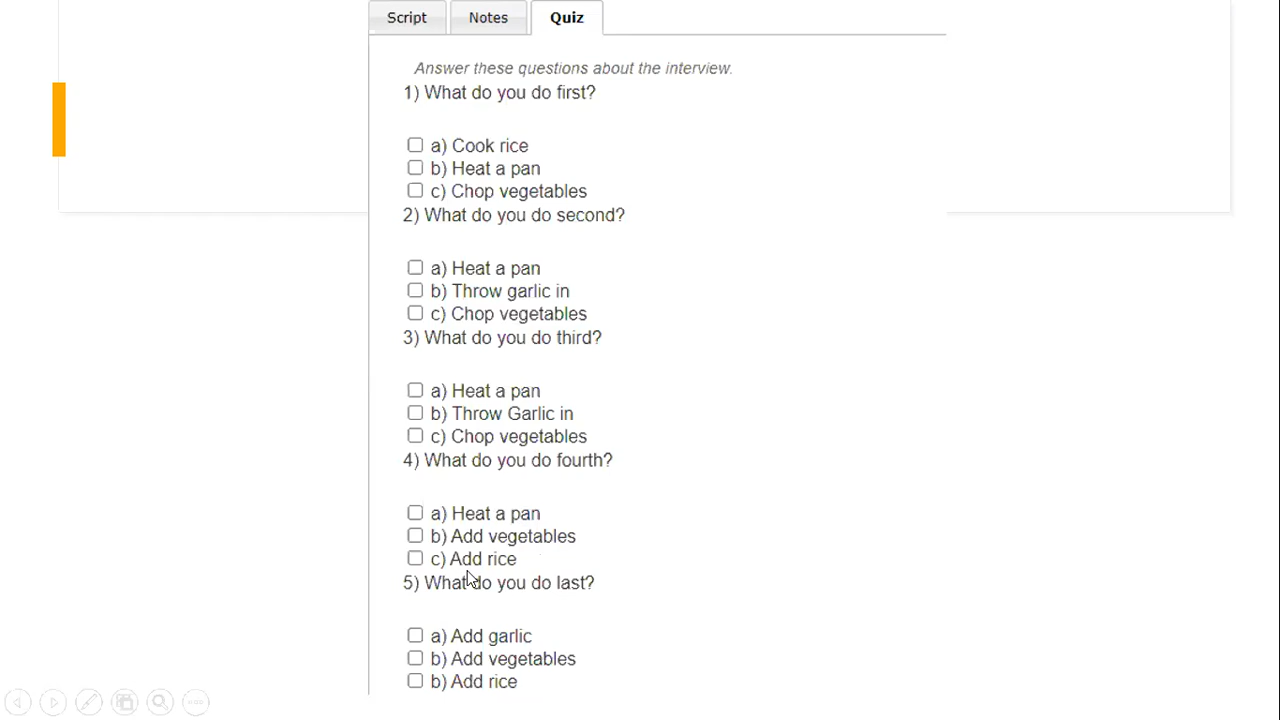 Script Notes Quiz
Answer these questions about the interview.
1) What do you do first?
a) Cook rice
b) Heat a pan
c) Chop vegetables
2) What do you do second?
a) Heat a pan
b) Throw garlic in
c) Chop vegetables
3) What do you do third?
a) Heat a pan
b) Throw Garlic in
c) Chop vegetables
4) What do you do fourth?
a) Heat a pan
b) Add vegetables
c) Add rice
5) What do you do last?
a) Add garlic
b) Add vegetables
b) Add rice